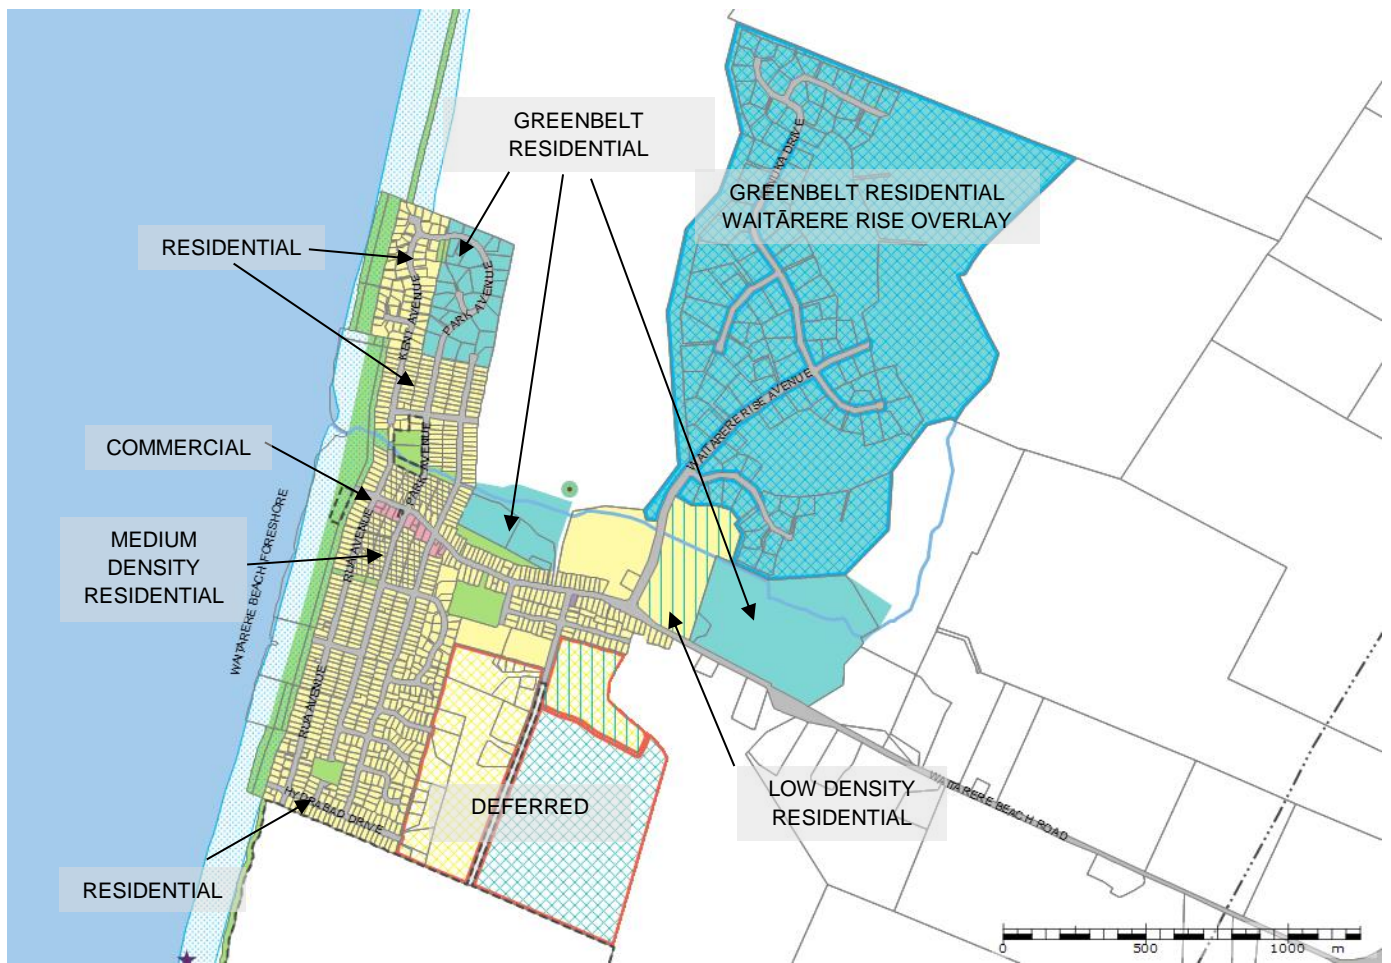 GREENBELT
RESIDENTIAL
GREENBELT RESIDENTIAL
WAITĀRERE RISE OVERLAY
RESIDENTIAL
KENT AVENUE
PARK AVENUE
WAITARERE RISE AVENUE
COMMERCIAL
PARK AVENUE
RUA AVENUE
WAITARERE BEACH FORESHORE
MEDIUM
DENSITY
RESIDENTIAL
RUA AVENUE
HYDRABAD DRIVE
DEFERRED
LOW DENSITY
RESIDENTIAL
WAITARERE BEACH ROAD
RESIDENTIAL
0 500 1000 m
DRIVE